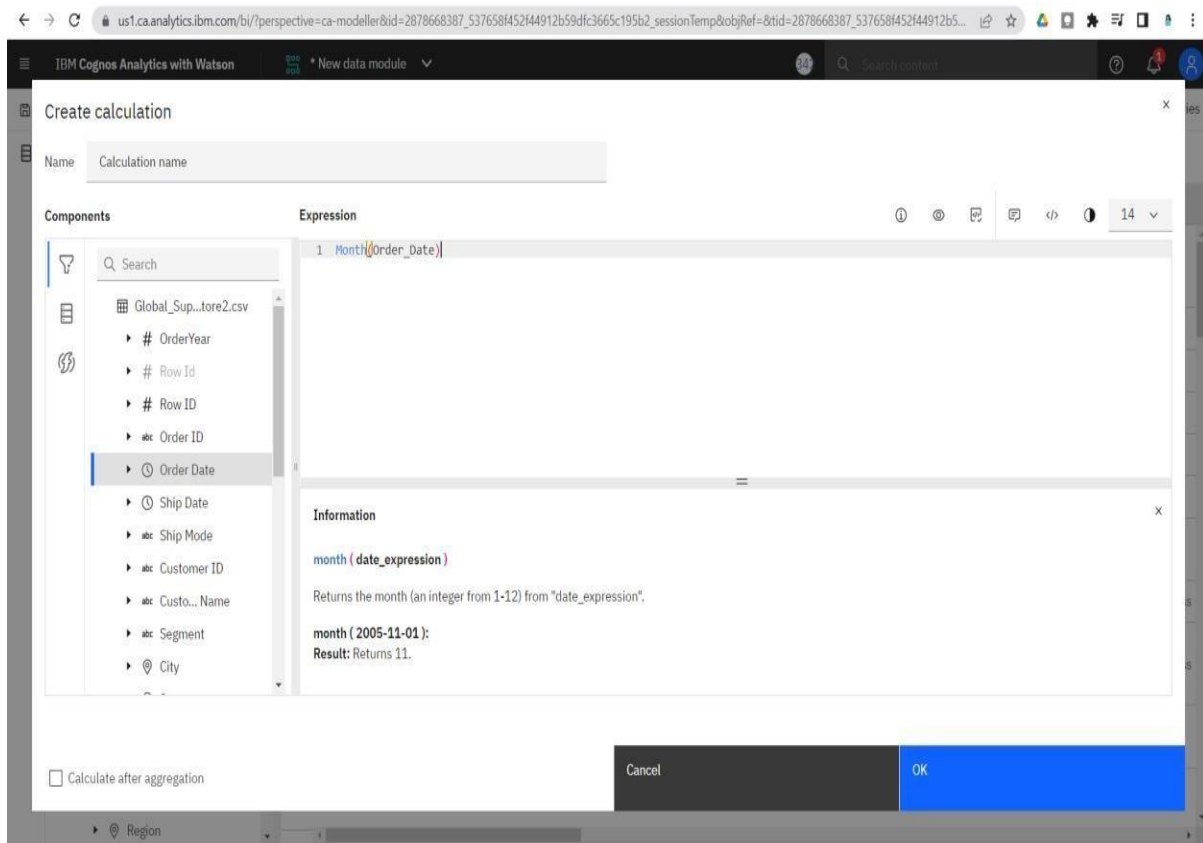 us1.ca.analytics.ibm.com/bi/?perspective=ca-modeller&id=2878668387_537658f452f44912b59dfc3665c195b2_sessionTemp&objRef=&tid=2878668387_537658f452f44912b5...
IBM Cognos Analytics with Watson
* New data module
Search content
1
Create calculation
x
ies
Name
Calculation name
Components
Expression
14
1 Month(Order_Date)
Search
Global_Sup...tore2.csv
# OrderYear
# Row Id
# Row ID
abc Order ID
Order Date
Ship Date
abc Ship Mode
abc Customer ID
abc Custo... Name
abc Segment
City
Information
x
month ( date_expression )
Returns the month (an integer from 1-12) from "date_expression".
month ( 2005-11-01 ):
Result: Returns 11.
Calculate after aggregation
Cancel
OK
Region